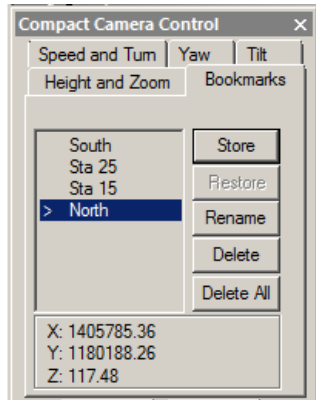 Compact Camera Control ×
Speed and Turn Yaw Tilt
Height and Zoom Bookmarks
South Store
Sta 25
Sta 15 Restore
> North Rename
Delete
Delete All
X: 1405785.36
Y: 1180188.26
Z: 117.48